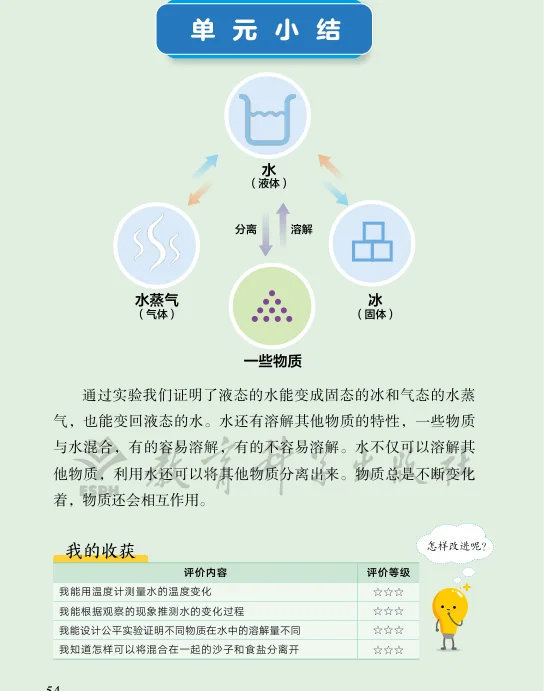 单元小结
水
（液体）
分离 溶解
水蒸气
（气体）
冰
（固体）
一些物质
通过实验我们证明了液态的水能变成固态的冰和气态的水蒸
气，也能变回液态的水。水还有溶解其他物质的特性，一些物质
与水混合，有的容易溶解，有的不容易溶解。水不仅可以溶解其
他物质，利用水还可以将其他物质分离出来。物质总是不断变化
着，物质还会相互作用。
教育科学出版社
ESPH
我的收获
怎样改进呢？
评价内容 评价等级
我能用温度计测量水的温度变化 ☆☆☆
我能根据观察的现象推测水的变化过程 ☆☆☆
我能设计公平实验证明不同物质在水中的溶解量不同 ☆☆☆
我知道怎样可以将混合在一起的沙子和食盐分离开 ☆☆☆
54